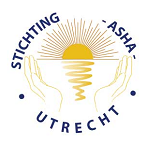 STICHTING
-ASHA-
• UTRECHT •